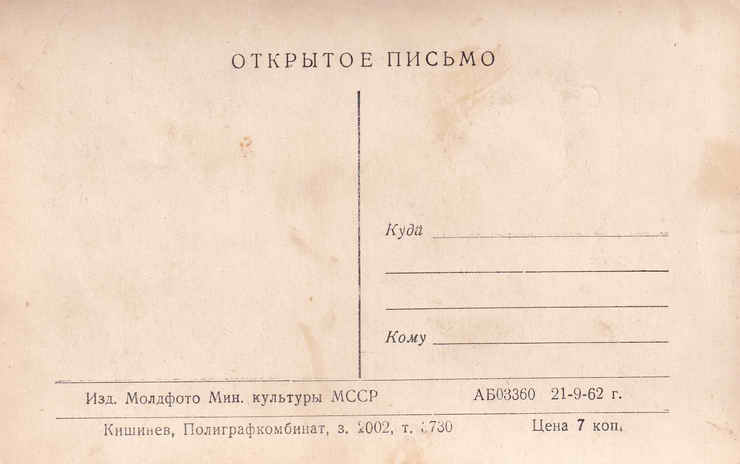 ОТКРЫТОЕ ПИСЬМО
Куда
Кому
Изд. Молдфото Мин. культуры МССР АБ03360 21-9-62 г.
Кишинев, Полиграфкомбинат, з. 2002, т. Цена 7 коп.